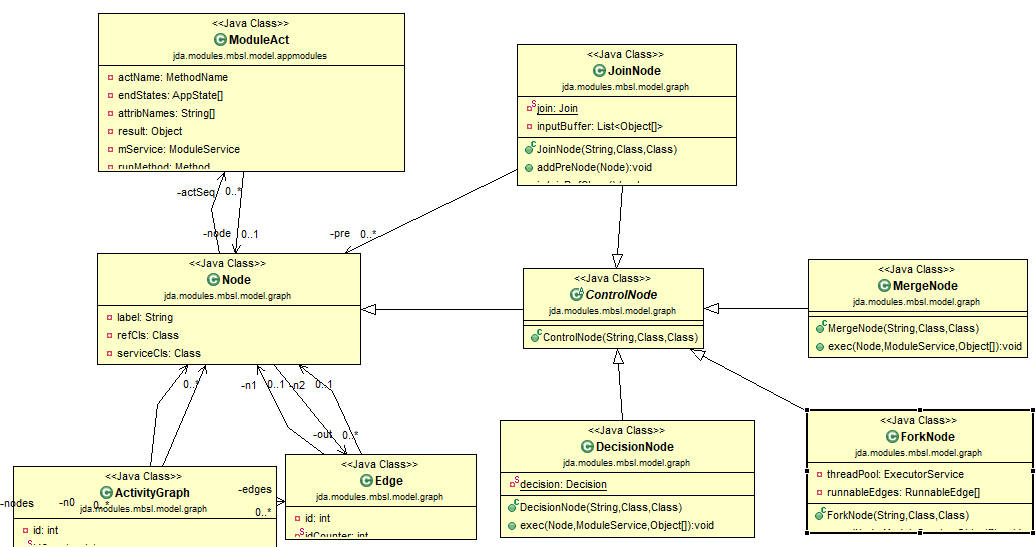 <<Java Class>>
ModuleAct
jda.modules.mbsl.model.appmodules
actName: MethodName
endStates: AppState[]
attribNames: String[]
result: Object
mService: ModuleService
runMethod: Method
<<Java Class>>
JoinNode
jda.modules.mbsl.model.graph
join: Join
inputBuffer: List<Object[]>
JoinNode(String,Class,Class)
addPreNode(Node):void
-actSeq 0..*
-node 0..1
-pre 0..*
<<Java Class>>
Node
jda.modules.mbsl.model.graph
label: String
refCls: Class
serviceCls: Class
<<Java Class>>
ControlNode
jda.modules.mbsl.model.graph
ControlNode(String,Class,Class)
<<Java Class>>
MergeNode
jda.modules.mbsl.model.graph
MergeNode(String,Class,Class)
exec(Node,ModuleService,Object[]):void
0..*
-n1 0..1
-n2 0..1
-out 0..*
<<Java Class>>
ActivityGraph
jda.modules.mbsl.model.graph
id: int
-nodes
-n0 0..*
-edges
0..*
<<Java Class>>
Edge
jda.modules.mbsl.model.graph
id: int
idCounter: int
<<Java Class>>
DecisionNode
jda.modules.mbsl.model.graph
decision: Decision
DecisionNode(String,Class,Class)
exec(Node,ModuleService,Object[]):void
<<Java Class>>
ForkNode
jda.modules.mbsl.model.graph
threadPool: ExecutorService
runnableEdges: RunnableEdge[]
ForkNode(String,Class,Class)